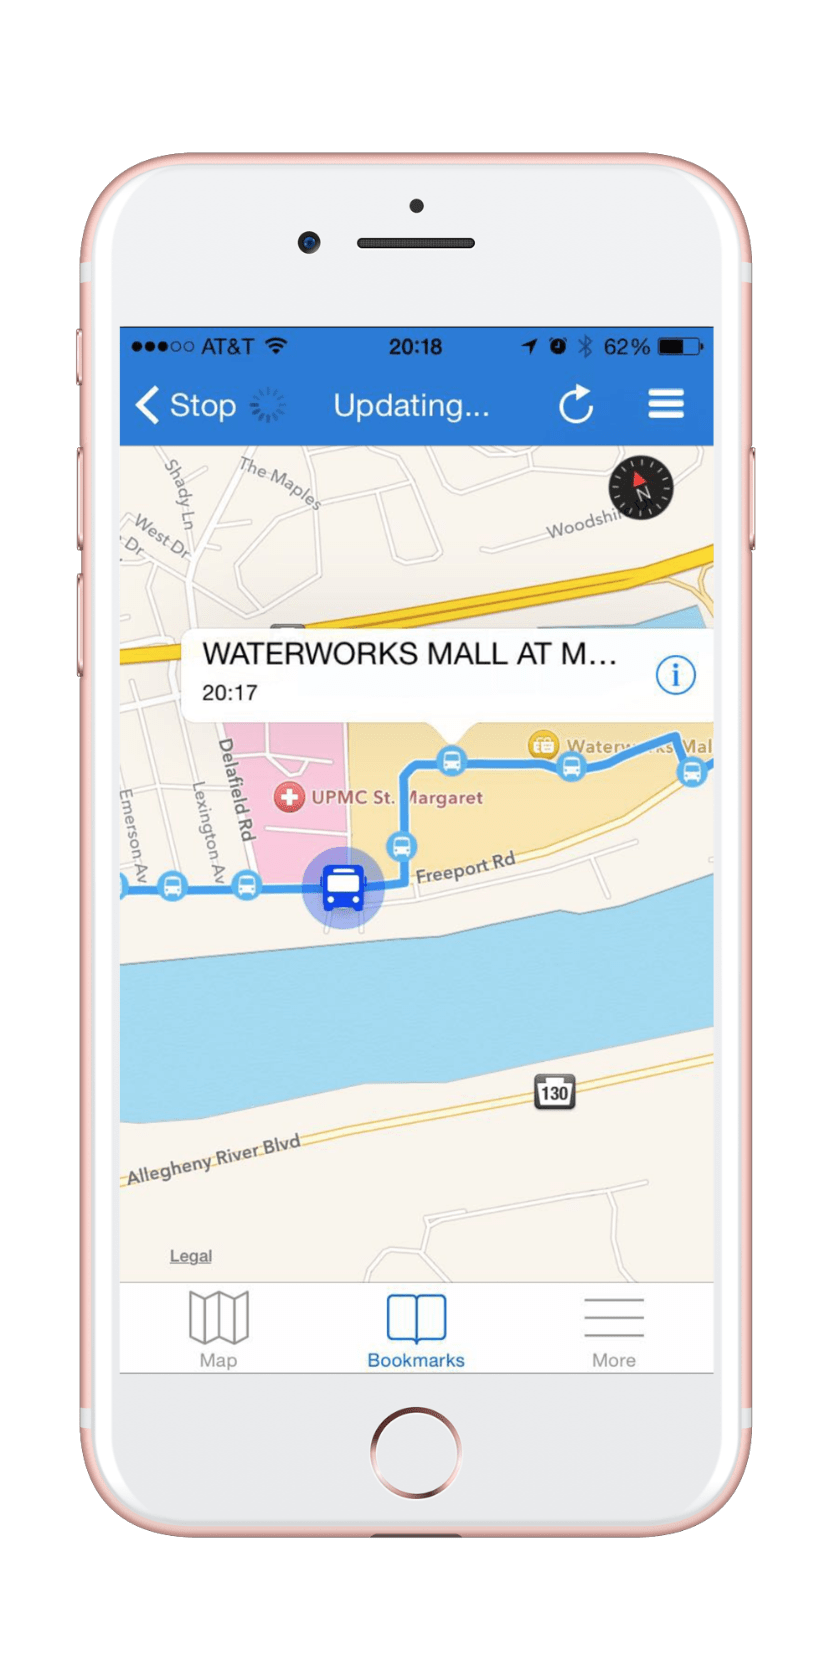 AT&T 20:18 62%
Stop Updating...
Shady Ln
The Maples
West Dr
Dr
Woodshi
N
WATERWORKS MALL AT M...
20:17
Waterworks Mal
Delafield Rd
UPMC St. Margaret
Lexington Av
Emerson Av
Freeport Rd
130
Allegheny River Blvd
Legal
Map Bookmarks More